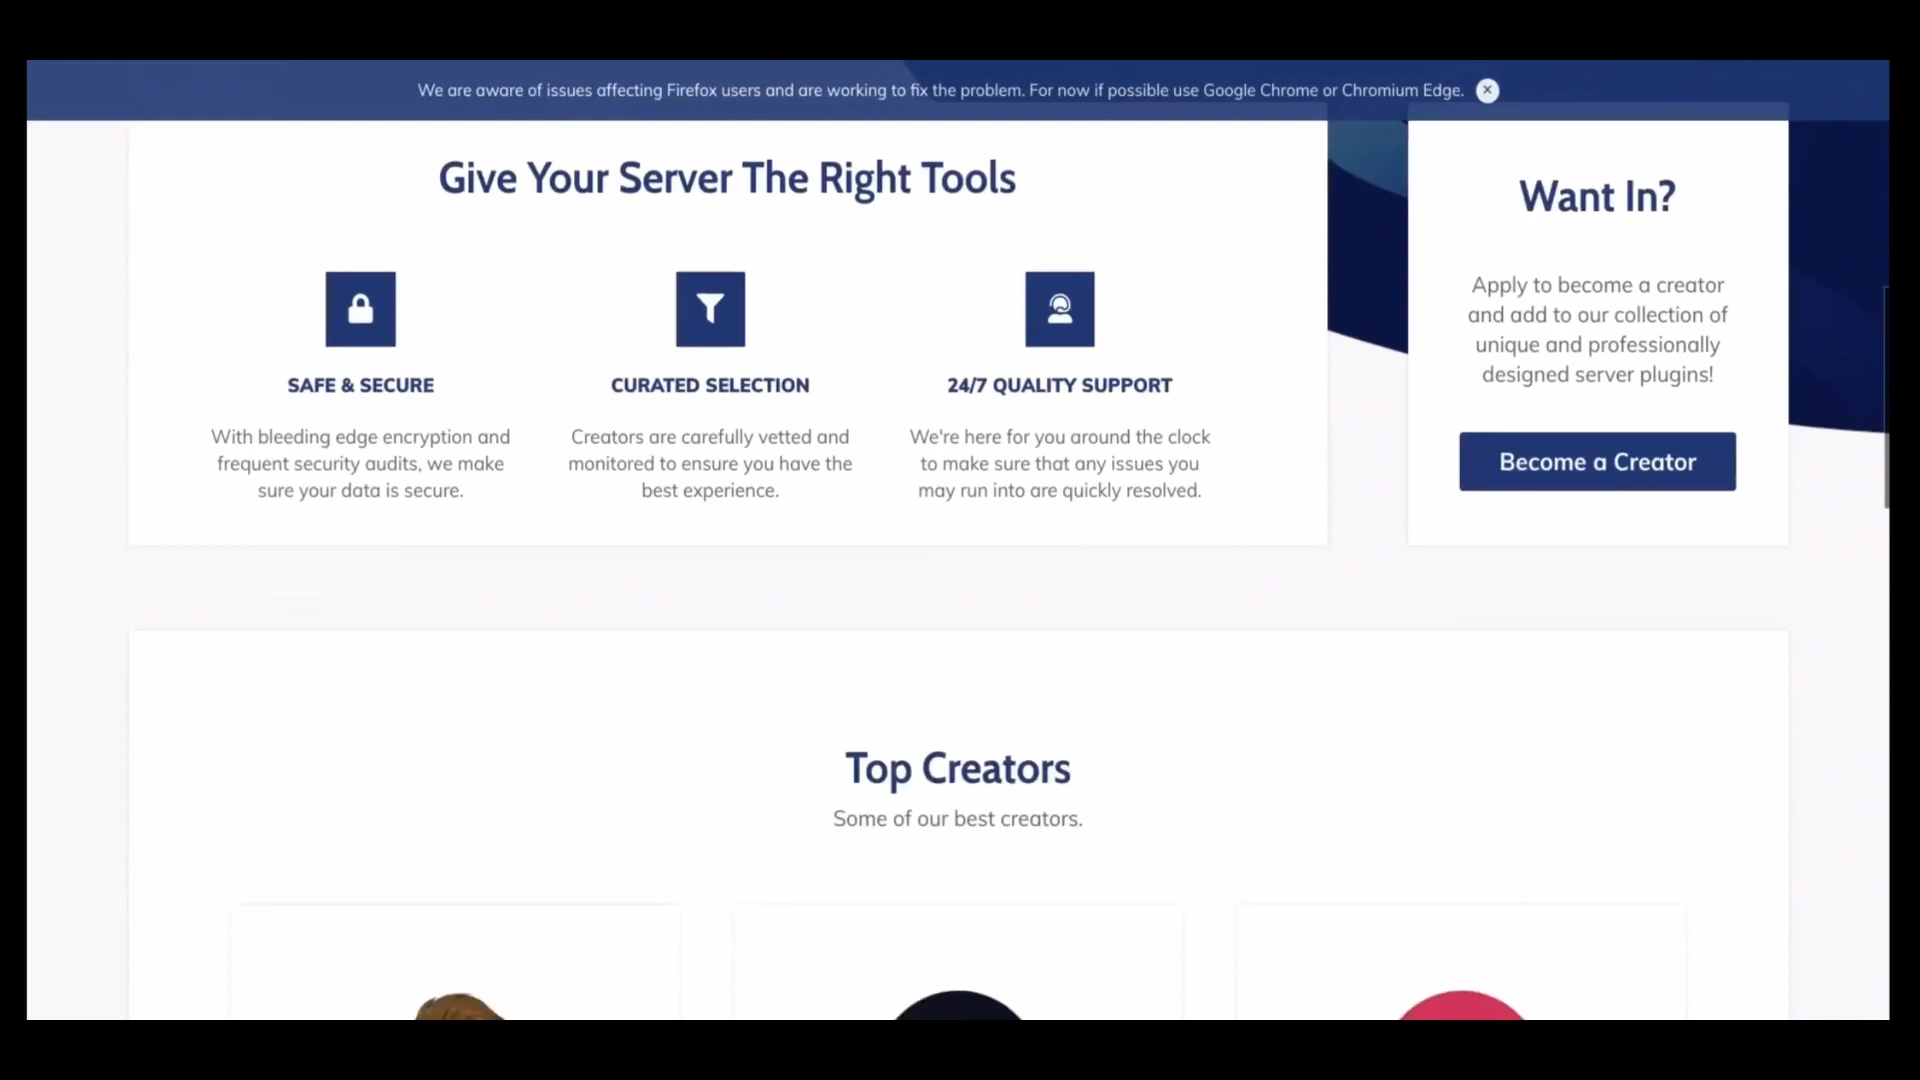 We are aware of issues affecting Firefox users and are working to fix the problem. For now if possible use Google Chrome or Chromium Edge.
Give Your Server The Right Tools
SAFE & SECURE
With bleeding edge encryption and
frequent security audits, we make
sure your data is secure.
CURATED SELECTION
Creators are carefully vetted and
monitored to ensure you have the
best experience.
24/7 QUALITY SUPPORT
We're here for you around the clock
to make sure that any issues you
may run into are quickly resolved.
Want In?
Apply to become a creator
and add to our collection of
unique and professionally
designed server plugins!
Become a Creator
Top Creators
Some of our best creators.